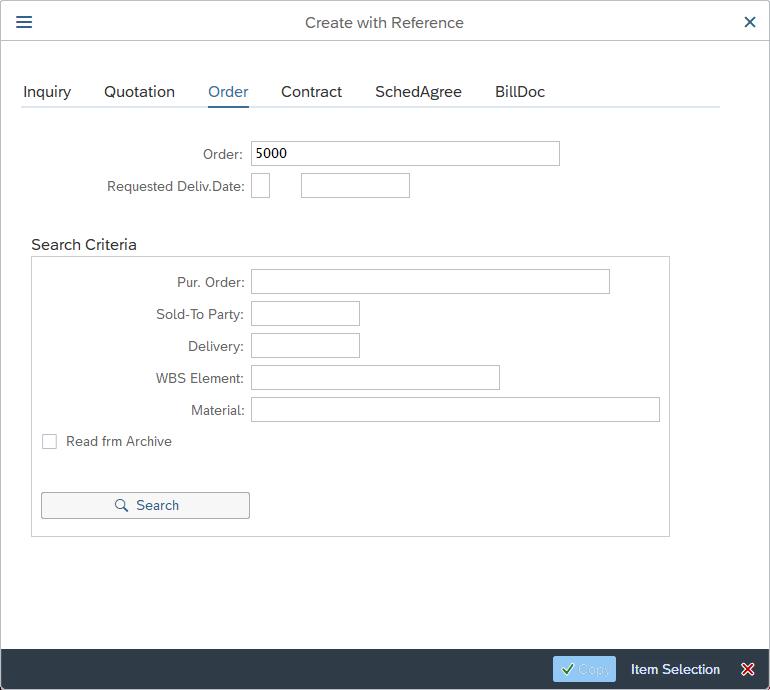 Create with Reference
Inquiry Quotation Order Contract SchedAgree BillDoc
Order: 5000
Requested Deliv.Date:
Search Criteria
Pur. Order:
Sold-To Party:
Delivery:
WBS Element:
Material:
Read frm Archive
Search
Copy Item Selection